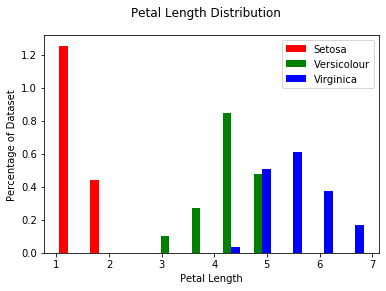 Petal Length Distribution
Setosa
Versicolour
Virginica
1.2
1.0
0.8
0.6
0.4
0.2
0.0
Percentage of Dataset
1 2 3 4 5 6 7
Petal Length